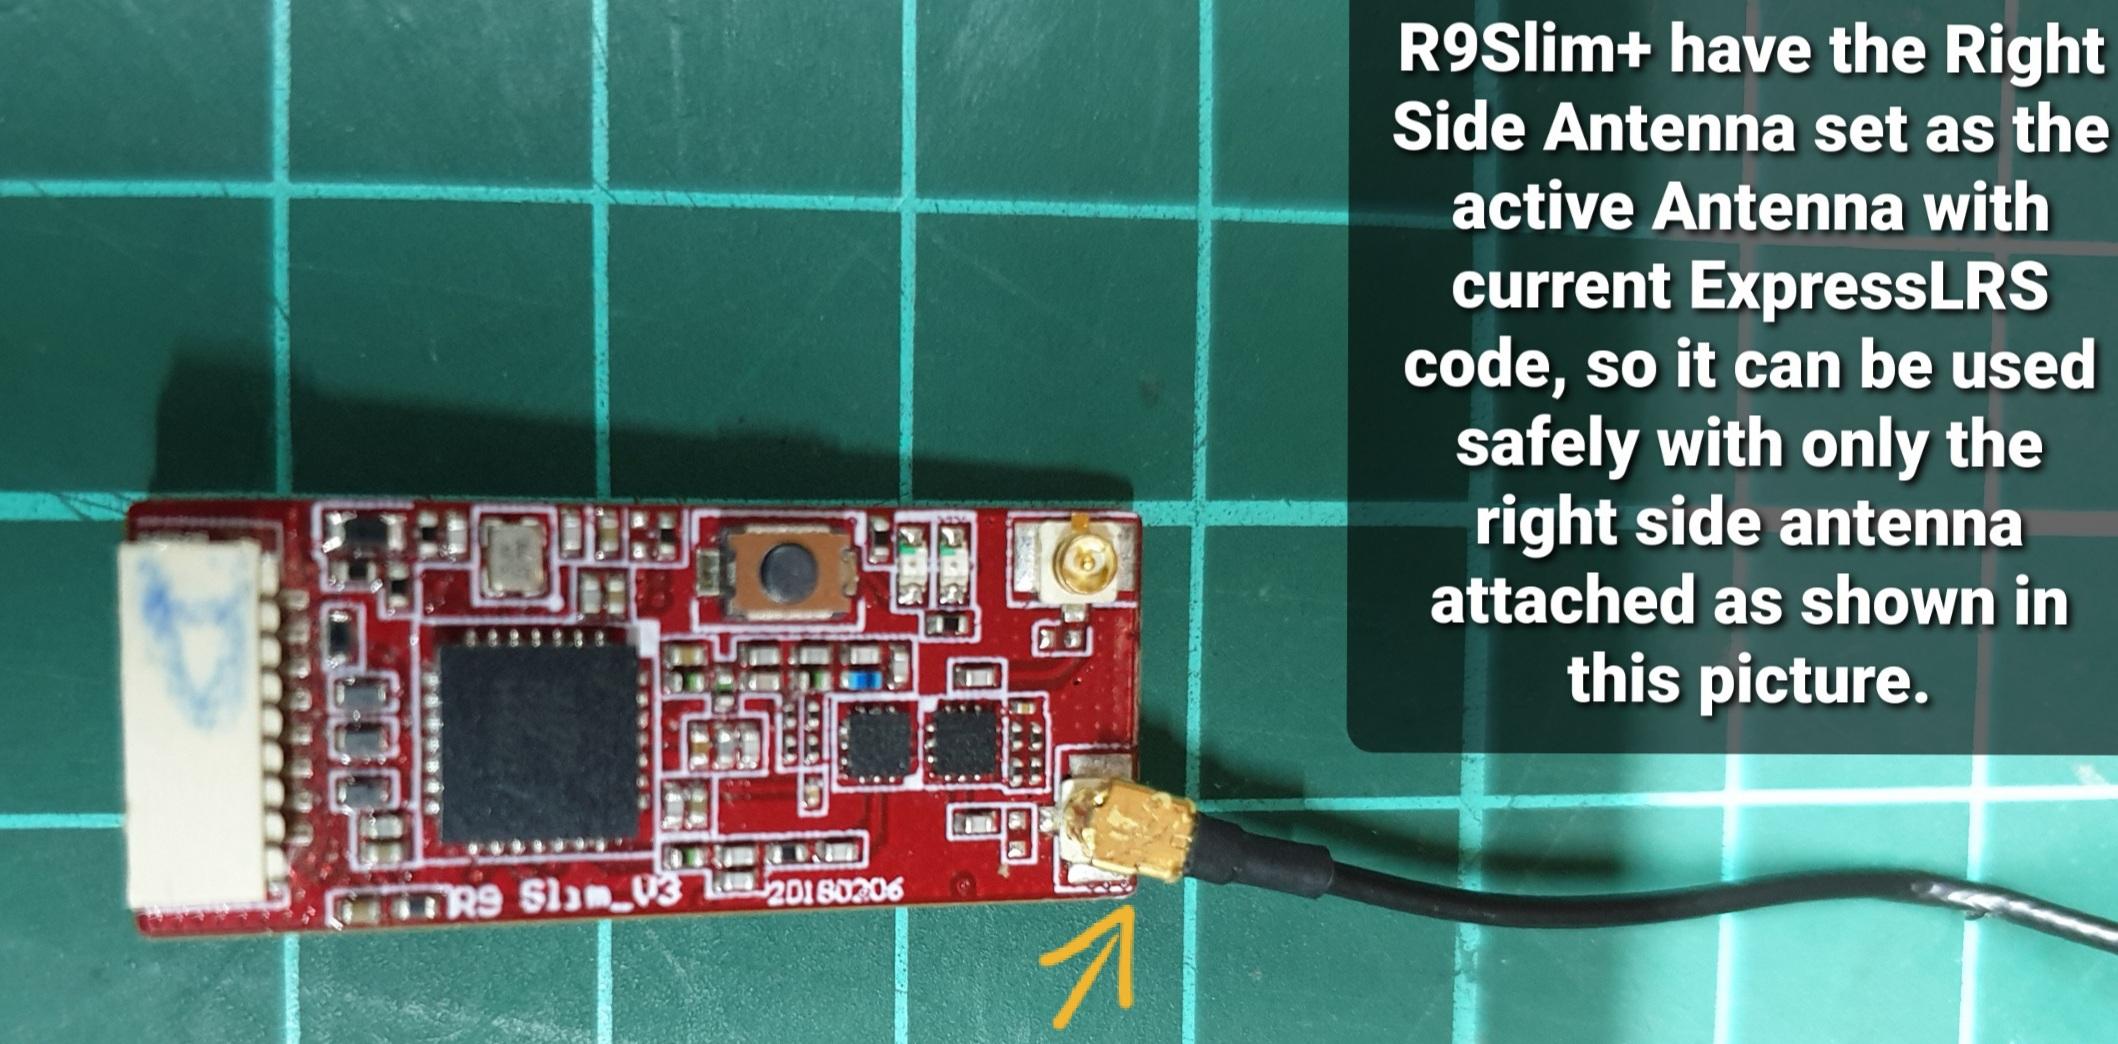 R9Slim+ have the Right
Side Antenna set as the
active Antenna with
current ExpressLRS
code, so it can be used
safely with only the
right side antenna
attached as shown in
this picture.
R9 Slim_V3
20180206